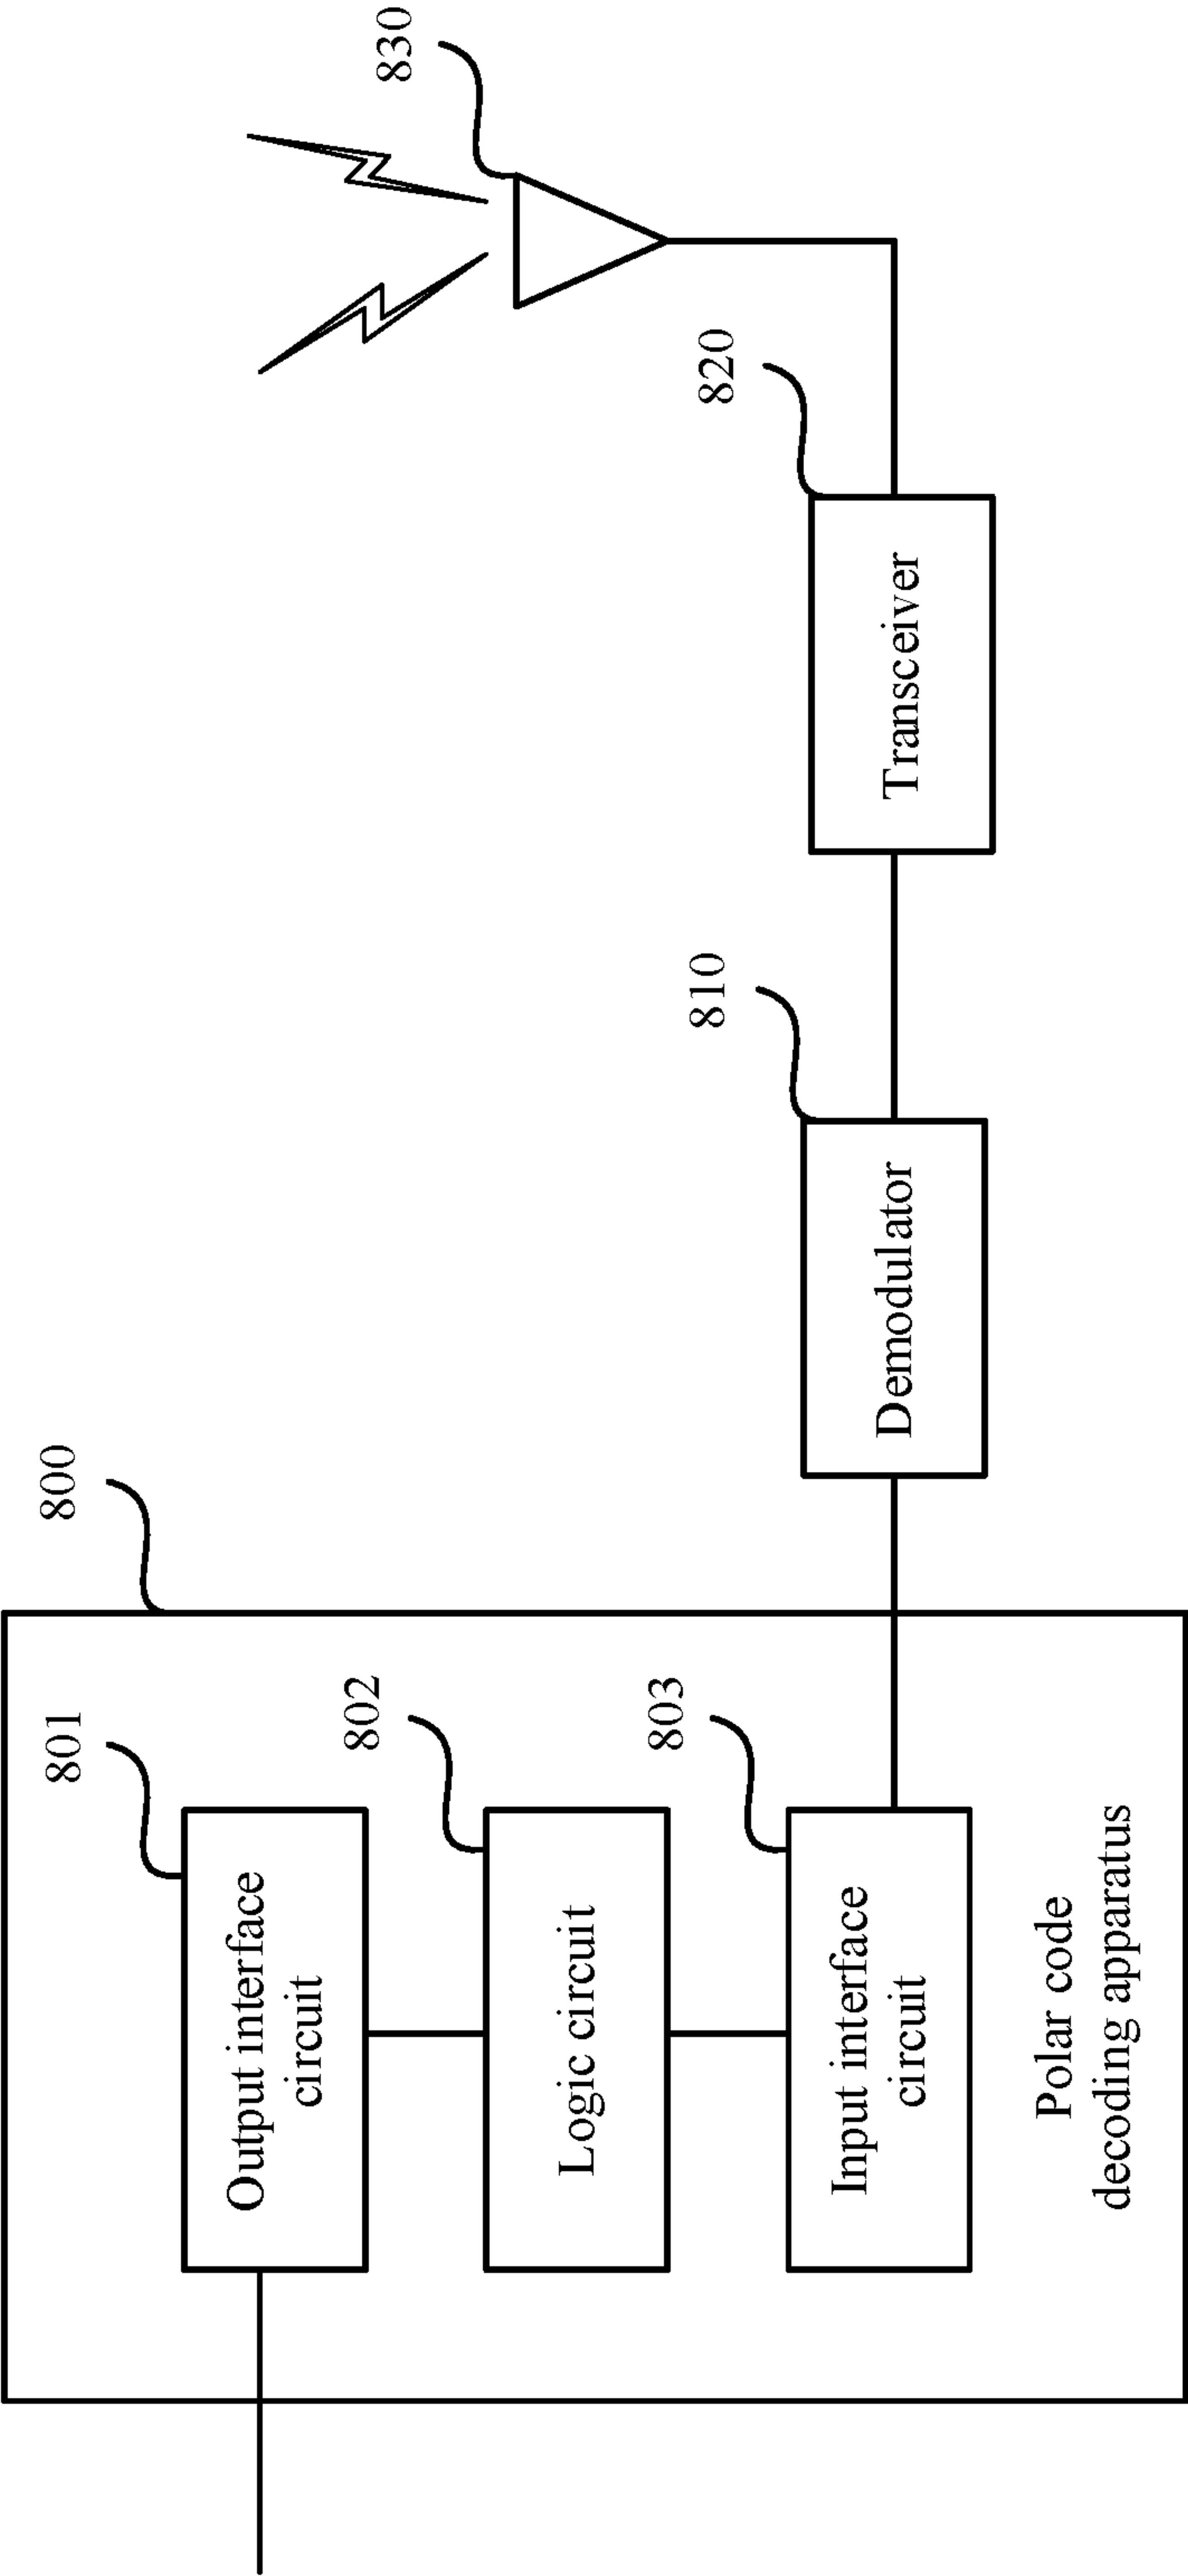 800
801
Output interface
circuit
802
Logic circuit
803
Input interface
circuit
Polar code
decoding apparatus
810
Demodulator
820
Transceiver
830